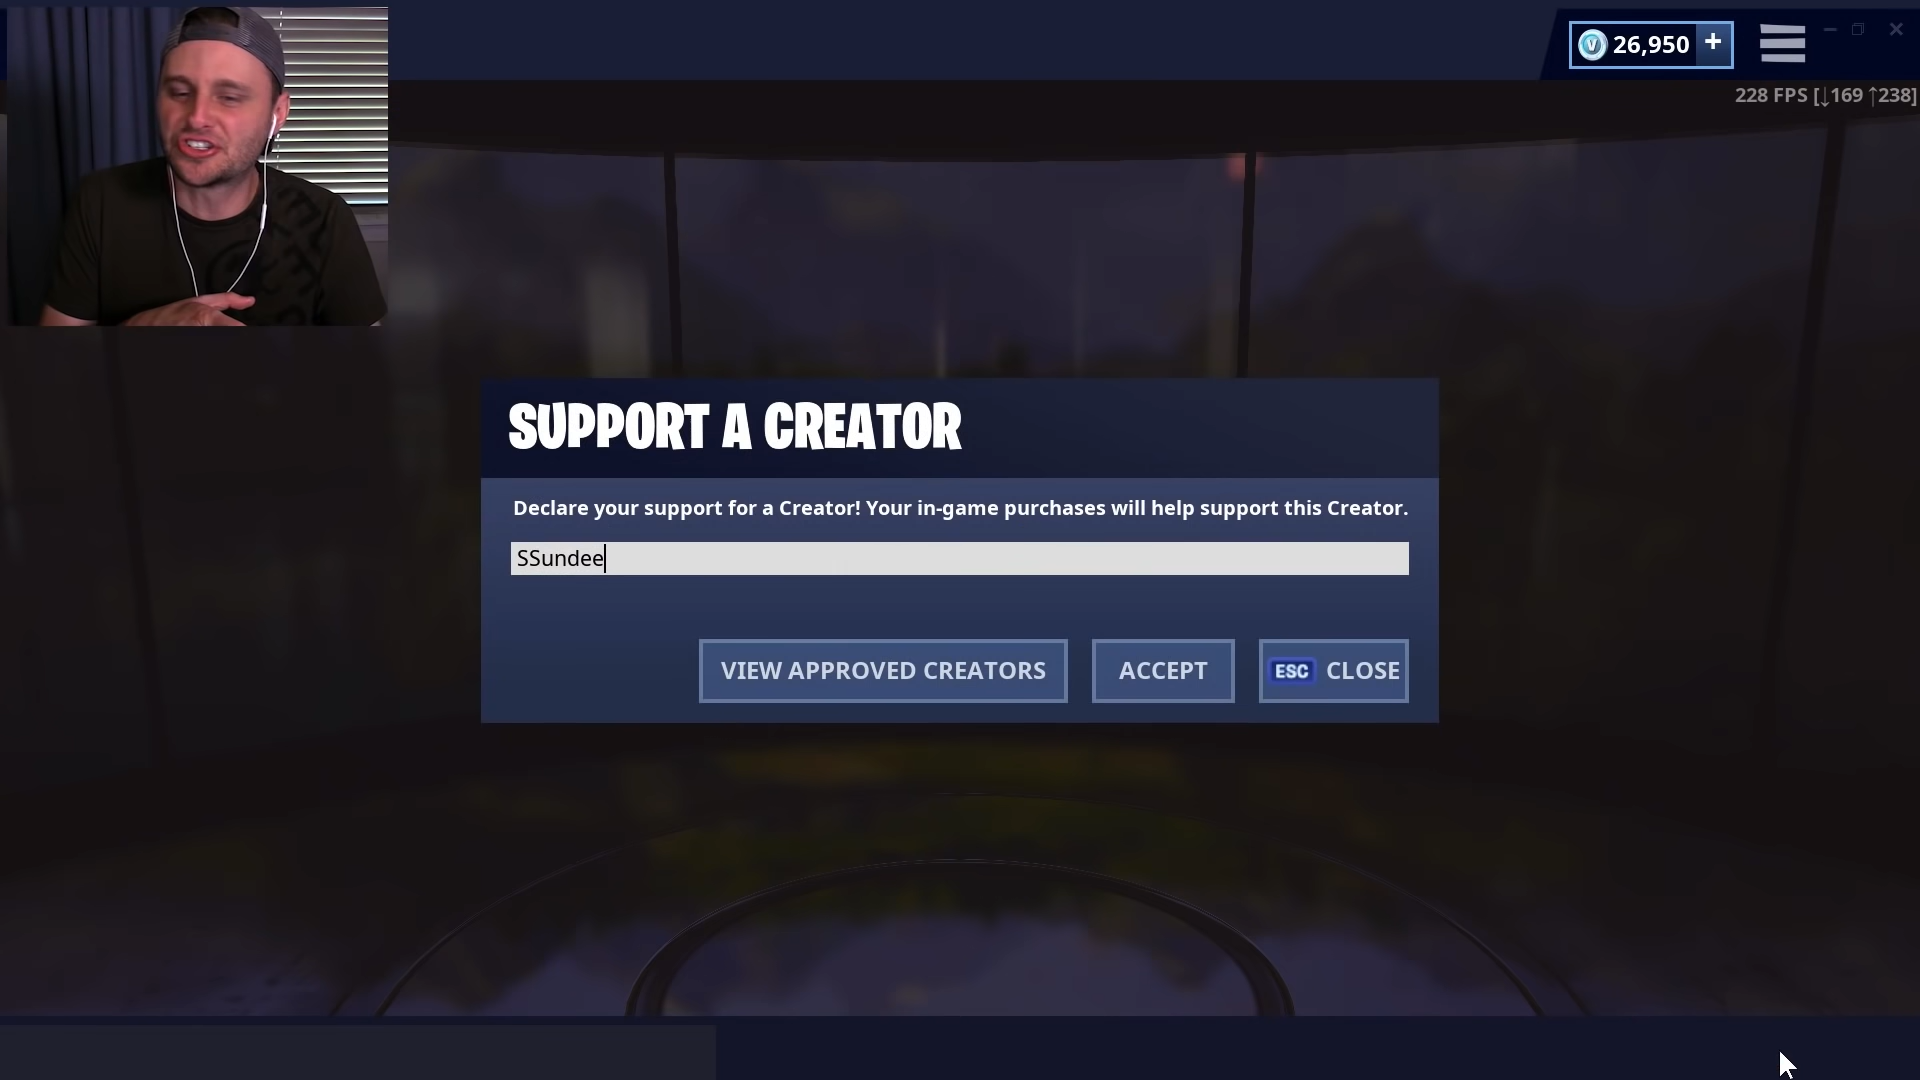 26,950 +
228 FPS [↓169 ↑238]
SUPPORT A CREATOR
Declare your support for a Creator! Your in-game purchases will help support this Creator.
SSundee
VIEW APPROVED CREATORS
ACCEPT
ESC CLOSE